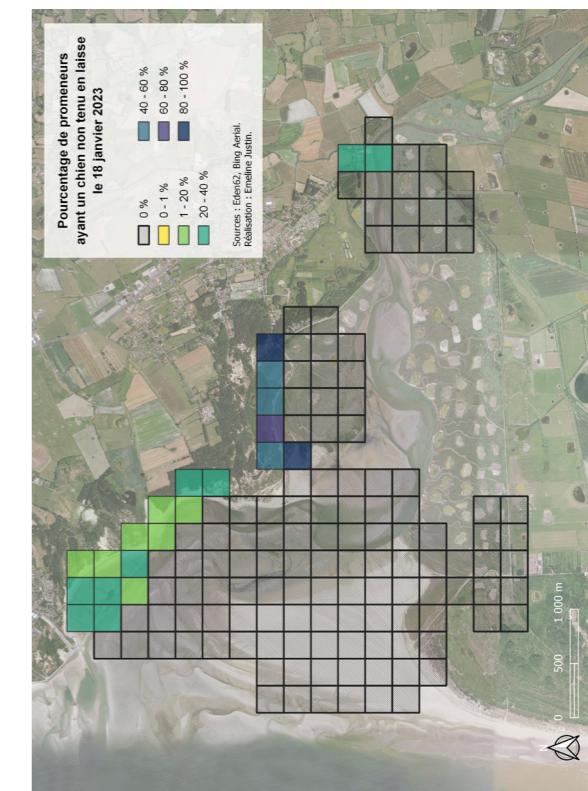 Pourcentage de promeneurs
ayant un chien non tenu en laisse
le 18 janvier 2023
0 %
0 - 1 %
1 - 20 %
20 - 40 %
40 - 60 %
60 - 80 %
80 - 100 %
Sources : Eden62, Bing Aerial.
Réalisation : Emeline Justin.
N
0 500 1 000 m